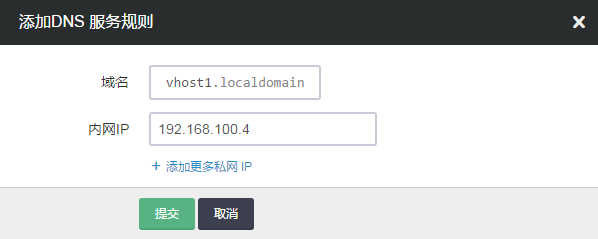 添加DNS 服务规则
域名 vhost1.localdomain
内网IP 192.168.100.4
+ 添加更多私网 IP
提交 取消